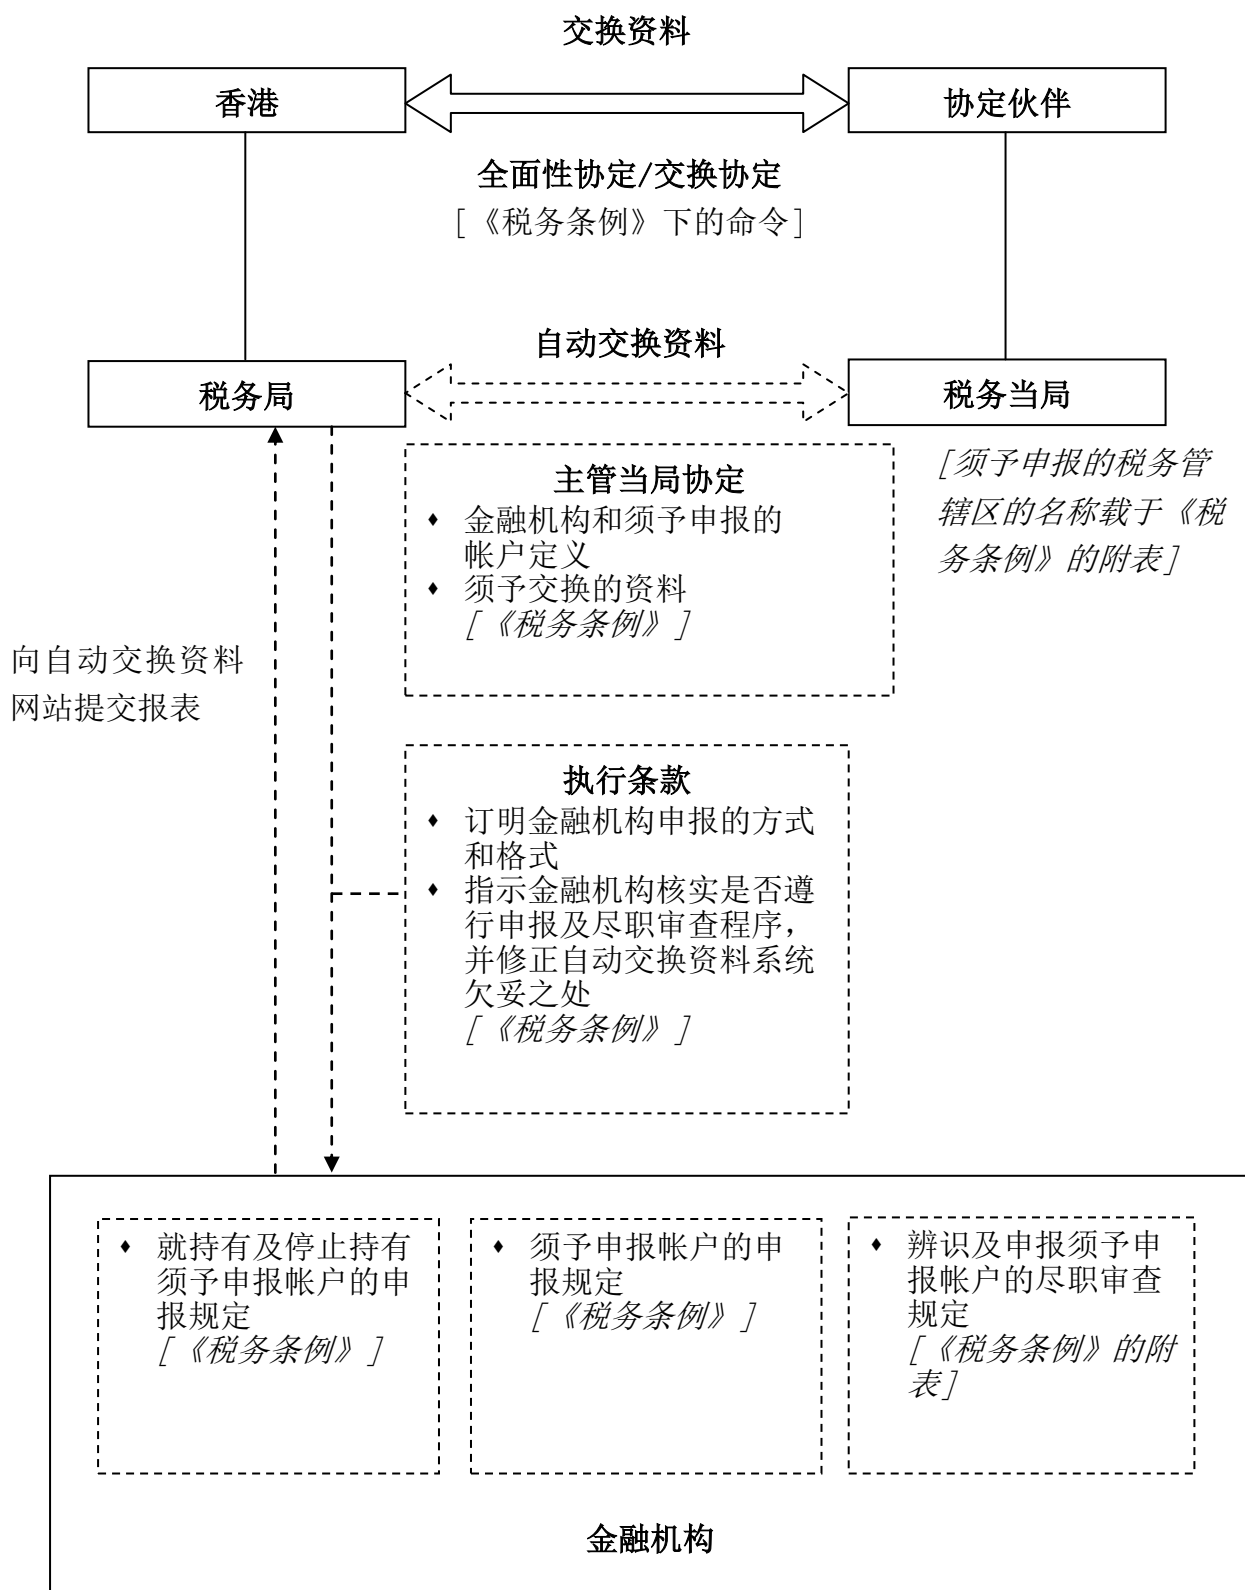 交换资料
香港
协定伙伴
全面性协定/交换协定
[《税务条例》下的命令]
自动交换资料
税务局
税务当局
[须予申报的税务管
辖区的名称载于《税
务条例》的附表]
主管当局协定
♦ 金融机构和须予申报的
帐户定义
♦ 须予交换的资料
[《税务条例》]
向自动交换资料
网站提交报表
执行条款
♦ 订明金融机构申报的方式
和格式
♦ 指示金融机构核实是否遵
行申报及尽职审查程序，
并修正自动交换资料系统
欠妥之处
[《税务条例》]
♦ 就持有及停止持有
须予申报帐户的申
报规定
[《税务条例》]
♦ 须予申报帐户的申
报规定
[《税务条例》]
♦ 辨识及申报须予申
报帐户的尽职审查
规定
[《税务条例》的附
表]
金融机构